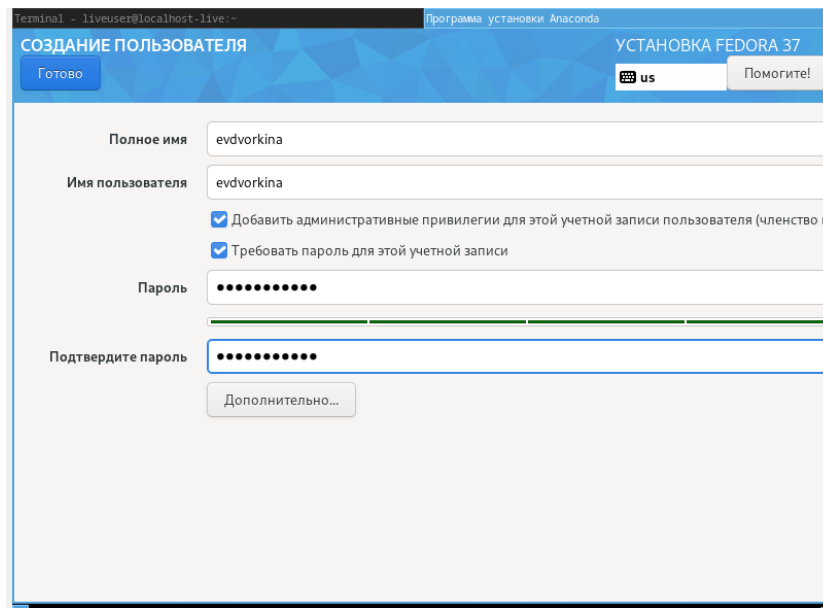 Terminal - liveuser@localhost-live:~
Программа установки Anaconda
СОЗДАНИЕ ПОЛЬЗОВАТЕЛЯ
УСТАНОВКА FEDORA 37
Готово
us
Помогите!
Полное имя
evdvorkina
Имя пользователя
evdvorkina
Добавить административные привилегии для этой учетной записи пользователя (членство
Требовать пароль для этой учетной записи
Пароль
●●●●●●●●●●●
Подтвердите пароль
●●●●●●●●●●●
Дополнительно...